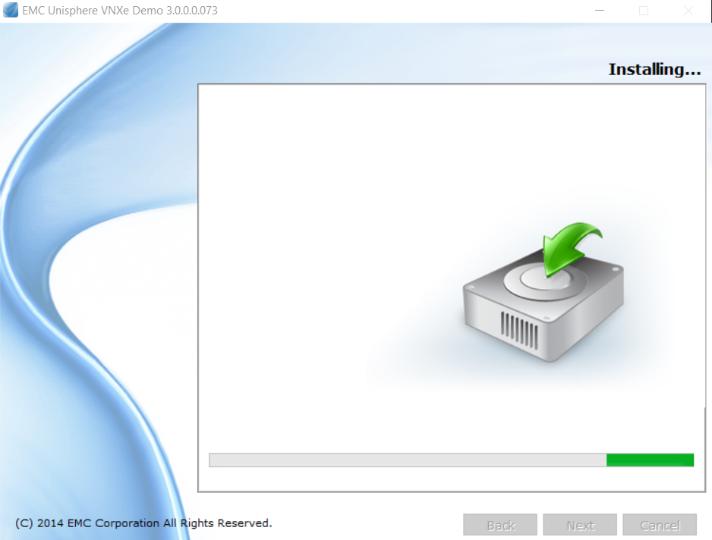 EMC Unisphere VNXe Demo 3.0.0.0.073
Installing...
(C) 2014 EMC Corporation All Rights Reserved.
Back
Next
Cancel